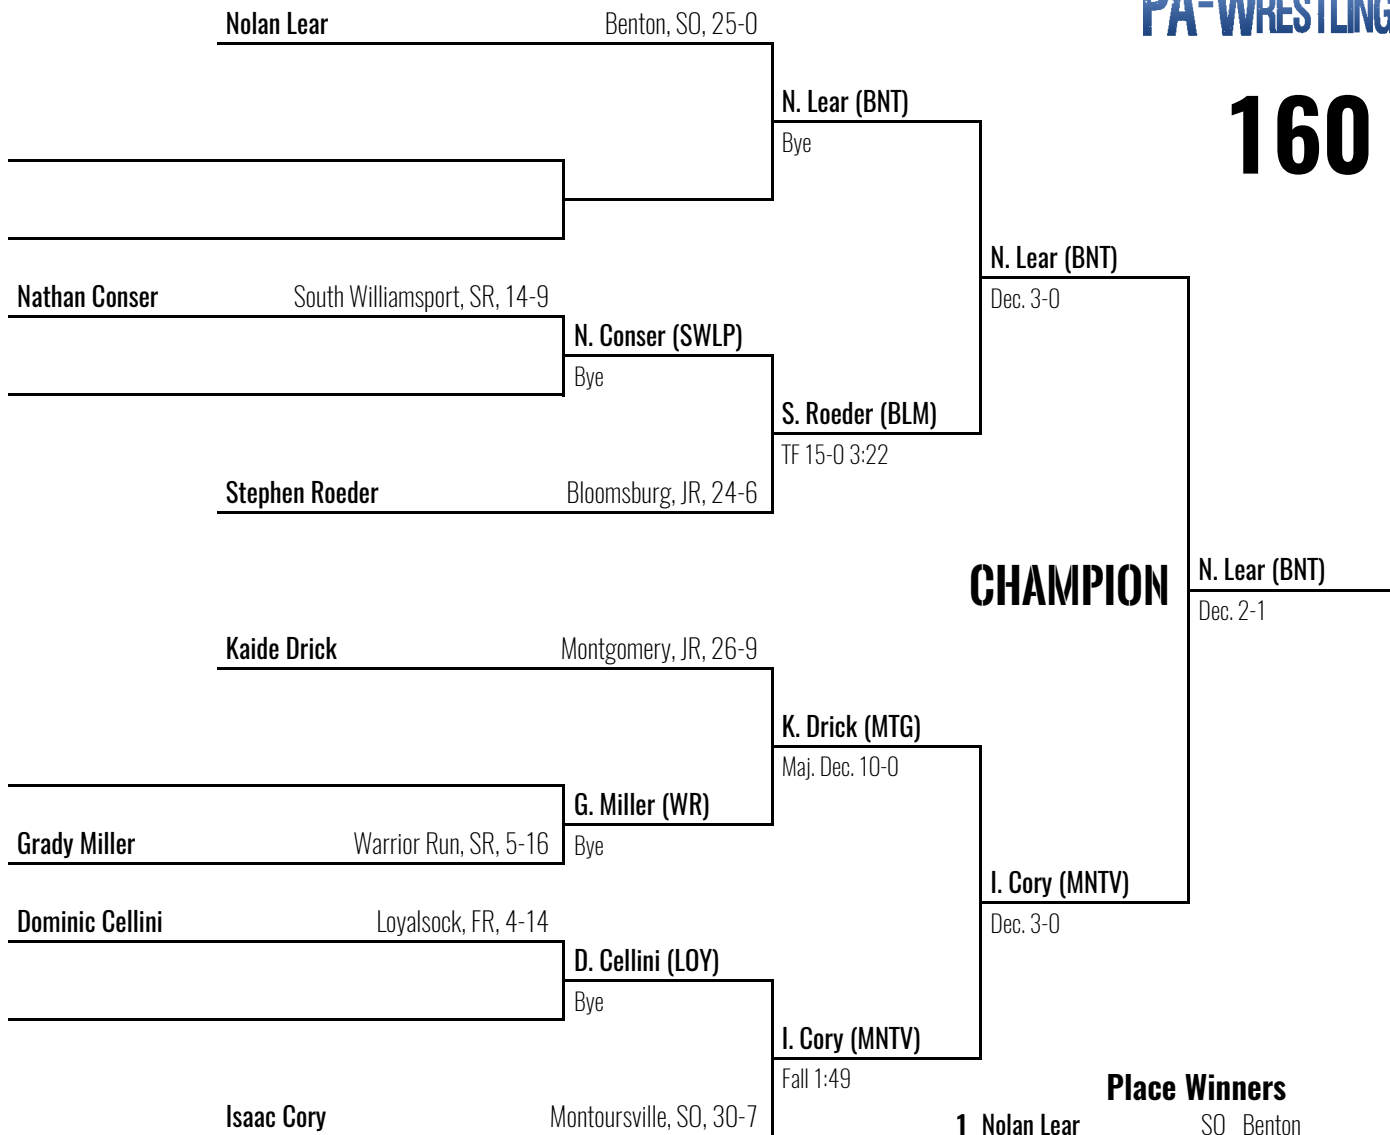 PA-WRESTLING
160
Nolan Lear Benton, SO, 25-0
N. Lear (BNT)
Bye
N. Lear (BNT)
Dec. 3-0
Nathan Conser South Williamsport, SR, 14-9
N. Conser (SWLP)
Bye
S. Roeder (BLM)
TF 15-0 3:22
Stephen Roeder Bloomsburg, JR, 24-6
CHAMPION
N. Lear (BNT)
Dec. 2-1
Kaide Drick Montgomery, JR, 26-9
K. Drick (MTG)
Maj. Dec. 10-0
G. Miller (WR)
Grady Miller Warrior Run, SR, 5-16
Bye
I. Cory (MNTV)
Dec. 3-0
Dominic Cellini Loyalsock, FR, 4-14
D. Cellini (LOY)
Bye
I. Cory (MNTV)
Fall 1:49
Isaac Cory Montoursville, SO, 30-7
Place Winners
1 Nolan Lear SO Benton